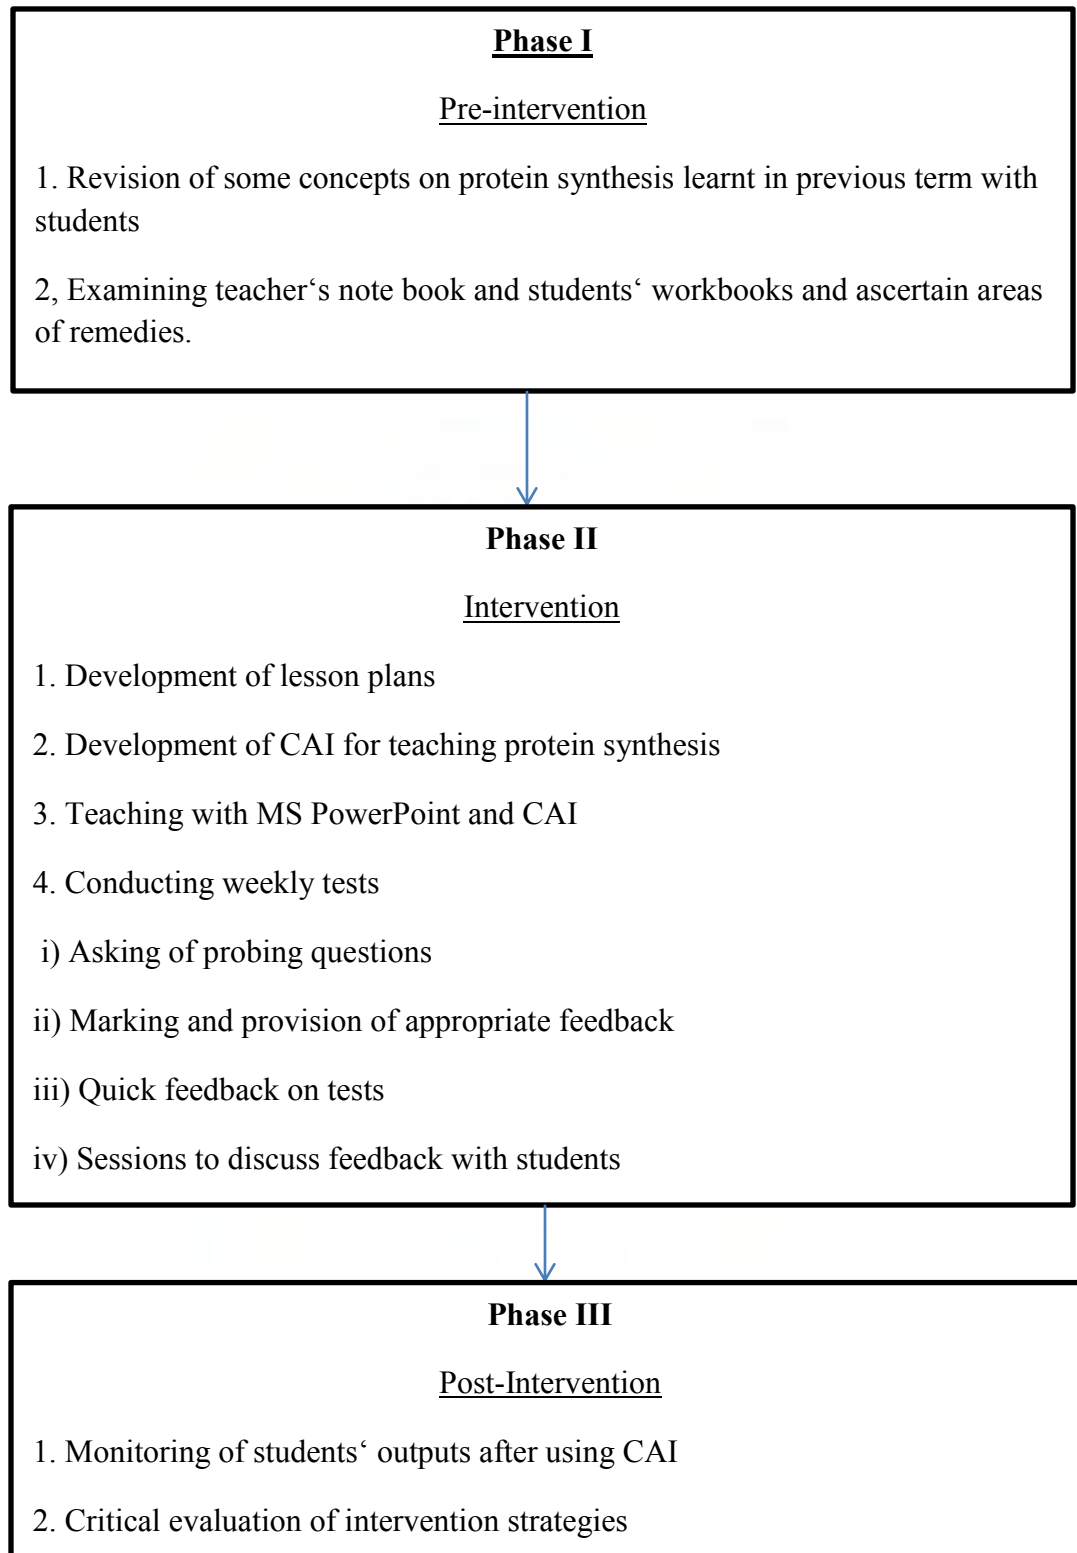 Phase I
Pre-intervention
1. Revision of some concepts on protein synthesis learnt in previous term with
students
2, Examining teacher‘s note book and students‘ workbooks and ascertain areas
of remedies.
Phase II
Intervention
1. Development of lesson plans
2. Development of CAI for teaching protein synthesis
3. Teaching with MS PowerPoint and CAI
4. Conducting weekly tests
i) Asking of probing questions
ii) Marking and provision of appropriate feedback
iii) Quick feedback on tests
iv) Sessions to discuss feedback with students
Phase III
Post-Intervention
1. Monitoring of students‘ outputs after using CAI
2. Critical evaluation of intervention strategies